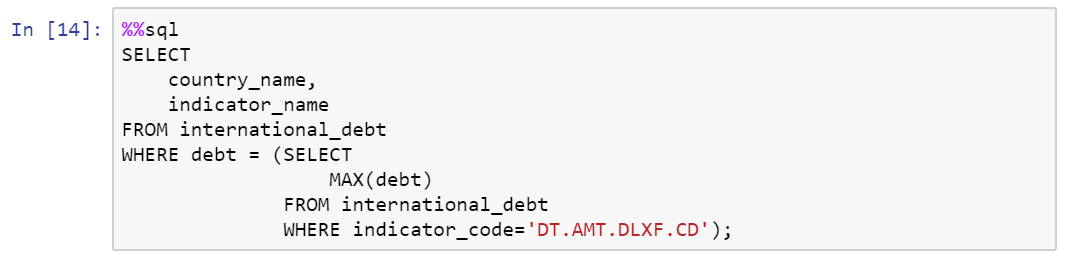 In [14]: %%sql
SELECT
    country_name,
    indicator_name
FROM international_debt
WHERE debt = (SELECT
                  MAX(debt)
              FROM international_debt
              WHERE indicator_code='DT.AMT.DLXF.CD');